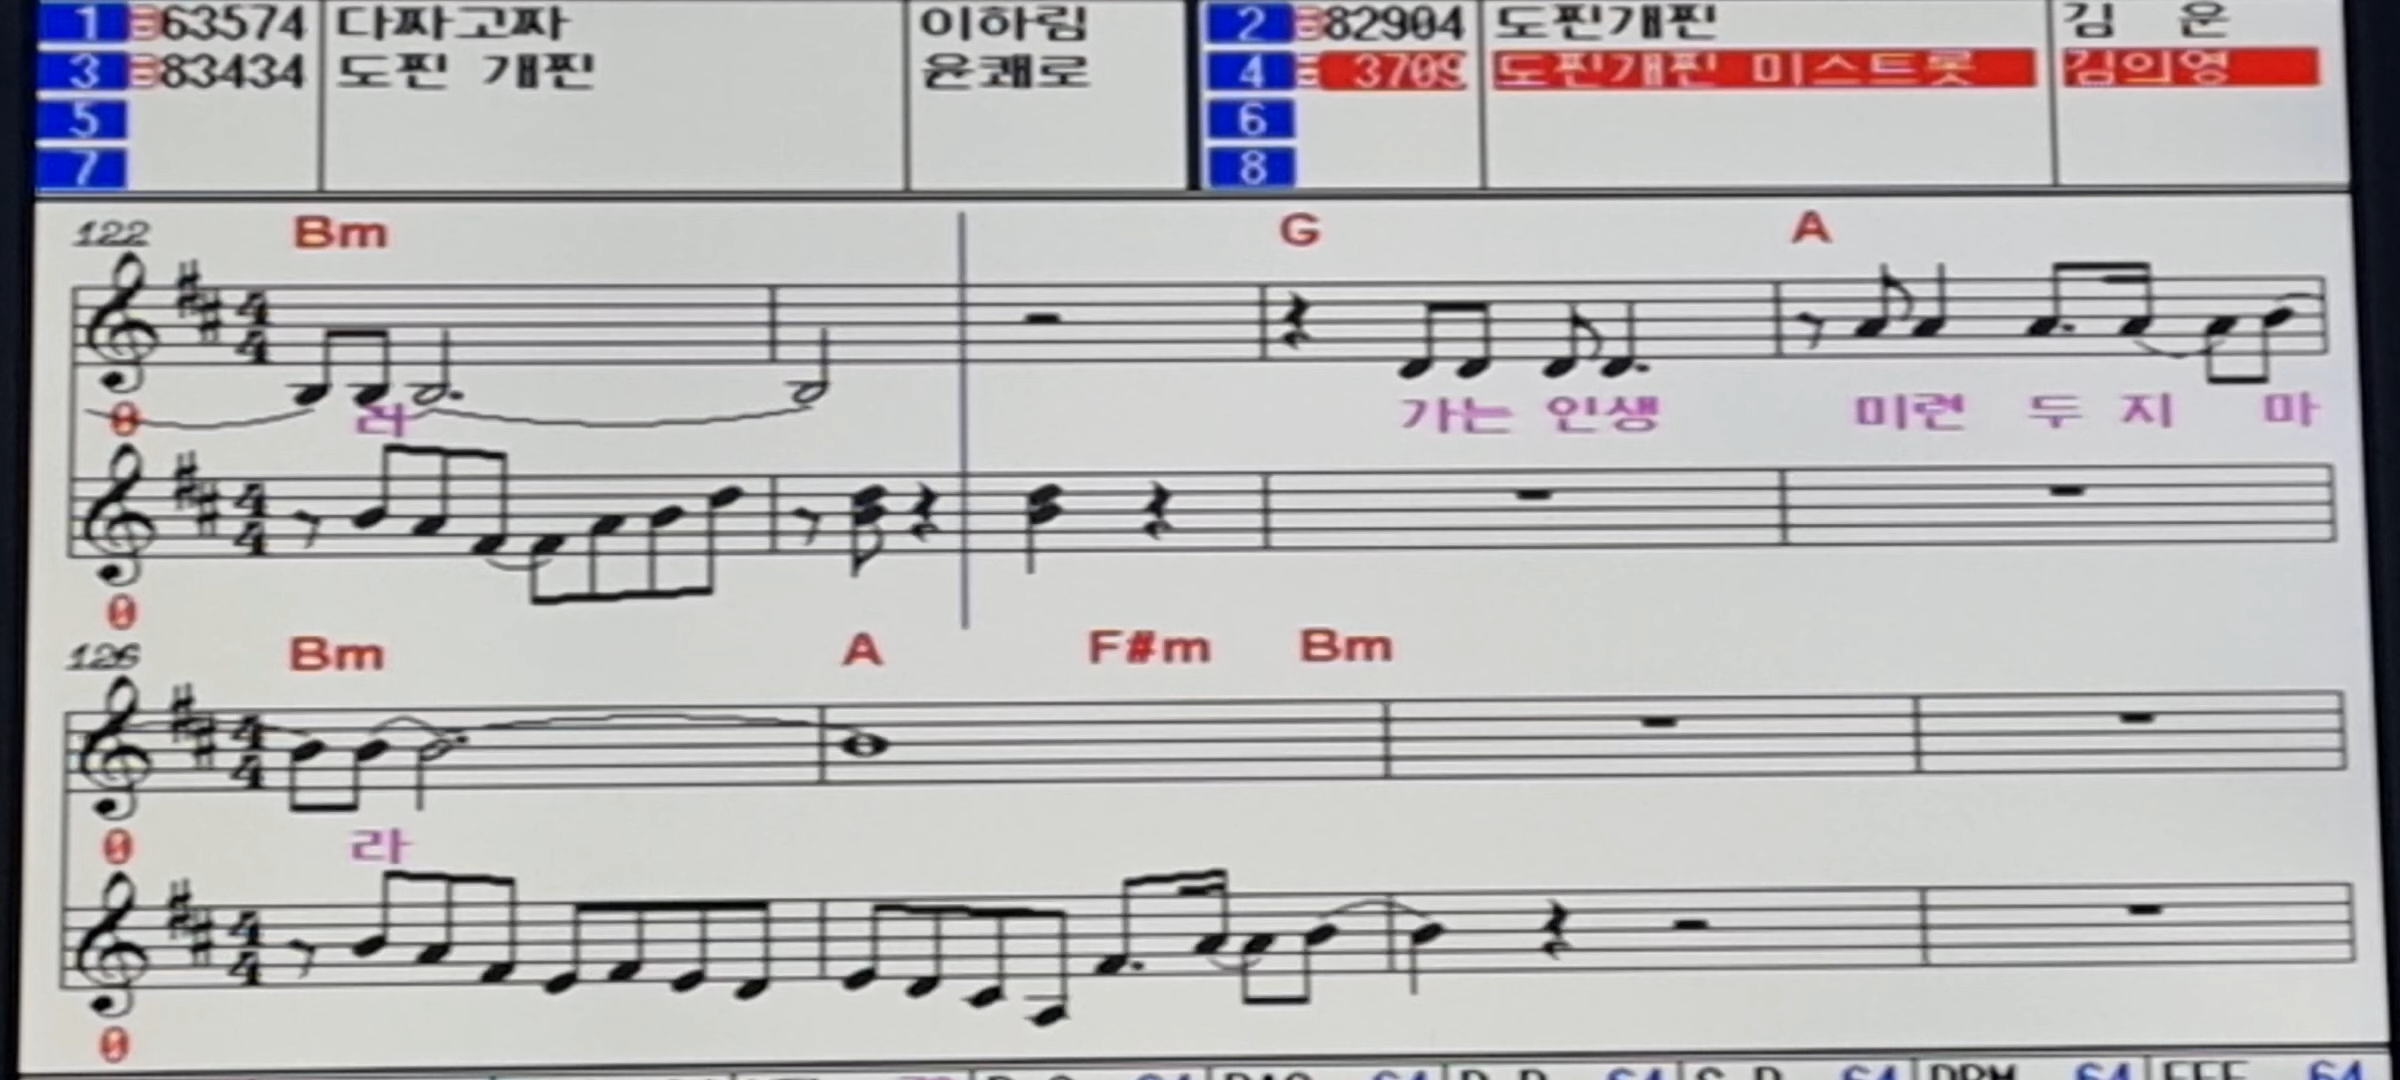 1 63574 다짜고짜 이하림 2 82904 도찐개찐 김 운
3 83434 도찐 개찐 윤쾌로 4 3709 도찐개찐 미스트롯 김의영
5 6
7 8
122 Bm G A
0 라 가는 인생 미련 두 지 마
0
126 Bm A F#m Bm
0 라
0